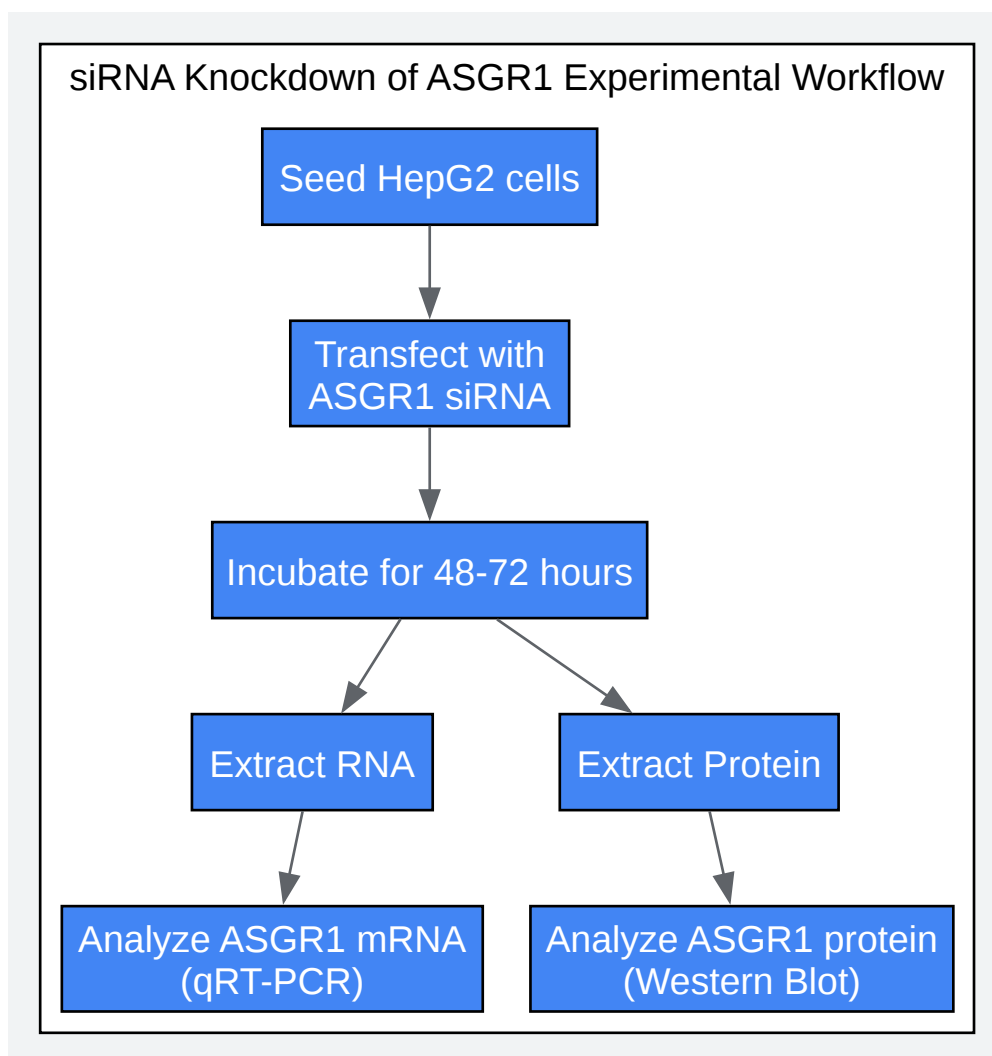 siRNA Knockdown of ASGR1 Experimental Workflow
Seed HepG2 cells
Transfect with
ASGR1 siRNA
Incubate for 48-72 hours
Extract RNA
Extract Protein
Analyze ASGR1 mRNA
(qRT-PCR)
Analyze ASGR1 protein
(Western Blot)